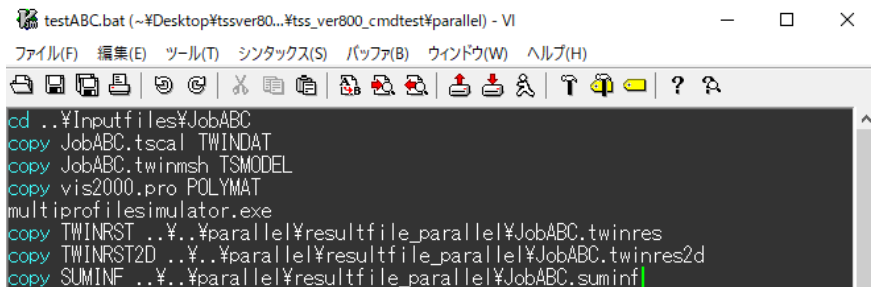 testABC.bat (~¥Desktop¥tssver80...¥tss_ver800_cmdtest¥parallel) - VI
ファイル(F) 編集(E) ツール(T) シンタックス(S) バッファ(B) ウィンドウ(W) ヘルプ(H)
cd ..¥Inputfiles¥JobABC
copy JobABC.tscal TWINDAT
copy JobABC.twinmsh TSMODEL
copy vis2000.pro POLYMAT
multiprofilesimulator.exe
copy TWINRST ..¥..¥parallel¥resultfile_parallel¥JobABC.twinres
copy TWINRST2D ..¥..¥parallel¥resultfile_parallel¥JobABC.twinres2d
copy SUMINF ..¥..¥parallel¥resultfile_parallel¥JobABC.suminf